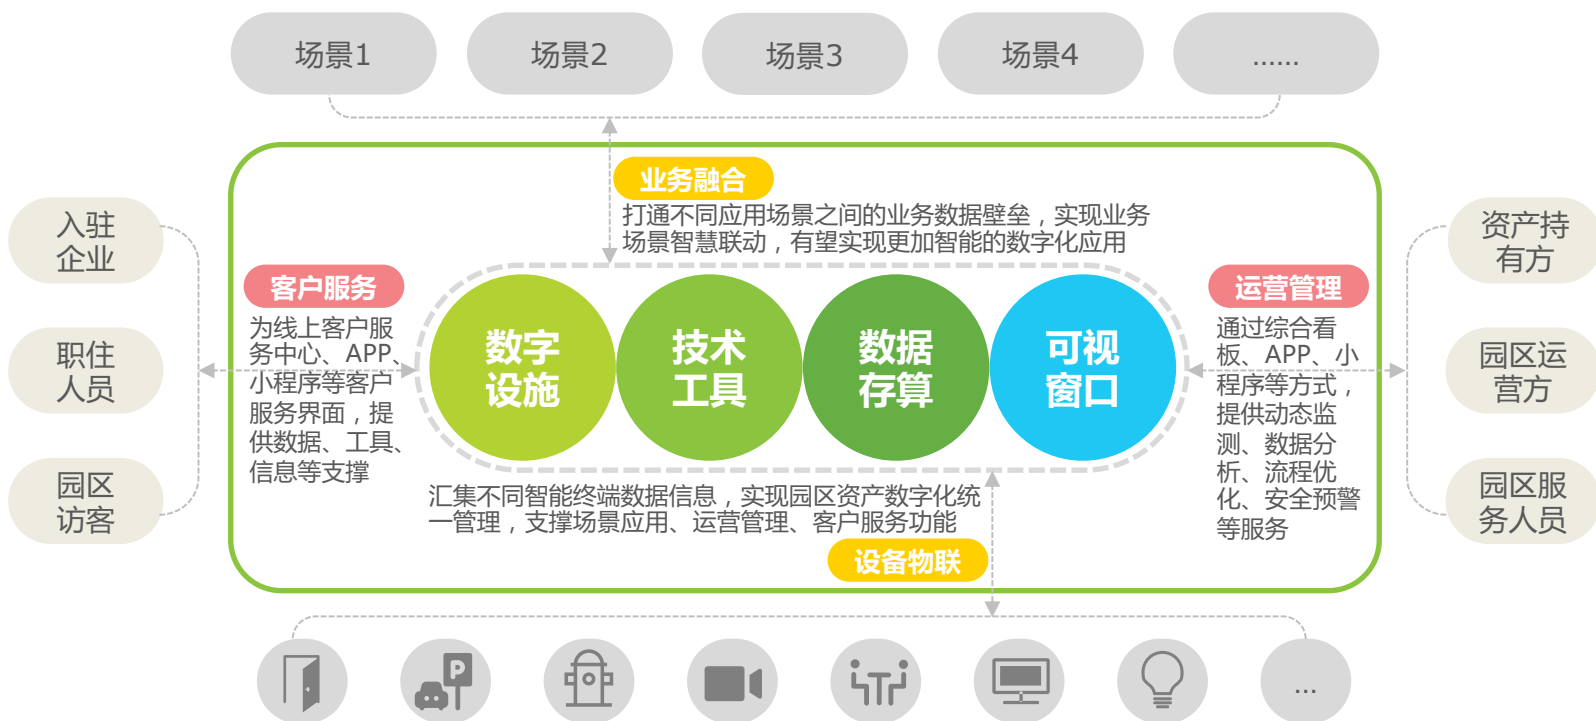 场景1
场景2
场景3
场景4
......
业务融合
打通不同应用场景之间的业务数据壁垒，实现业务
场景智慧联动，有望实现更加智能的数字化应用
入驻
企业
职住
人员
园区
访客
客户服务
为线上客户服
务中心、APP、
小程序等客户
服务界面，提
供数据、工具、
信息等支撑
数字
设施
技术
工具
数据
存算
可视
窗口
运营管理
通过综合看
板、APP、小
程序等方式，
提供动态监
测、数据分
析、流程优
化、安全预警
等服务
资产持
有方
园区运
营方
园区服
务人员
汇集不同智能终端数据信息，实现园区资产数字化统
一管理，支撑场景应用、运营管理、客户服务功能
设备物联
P
...